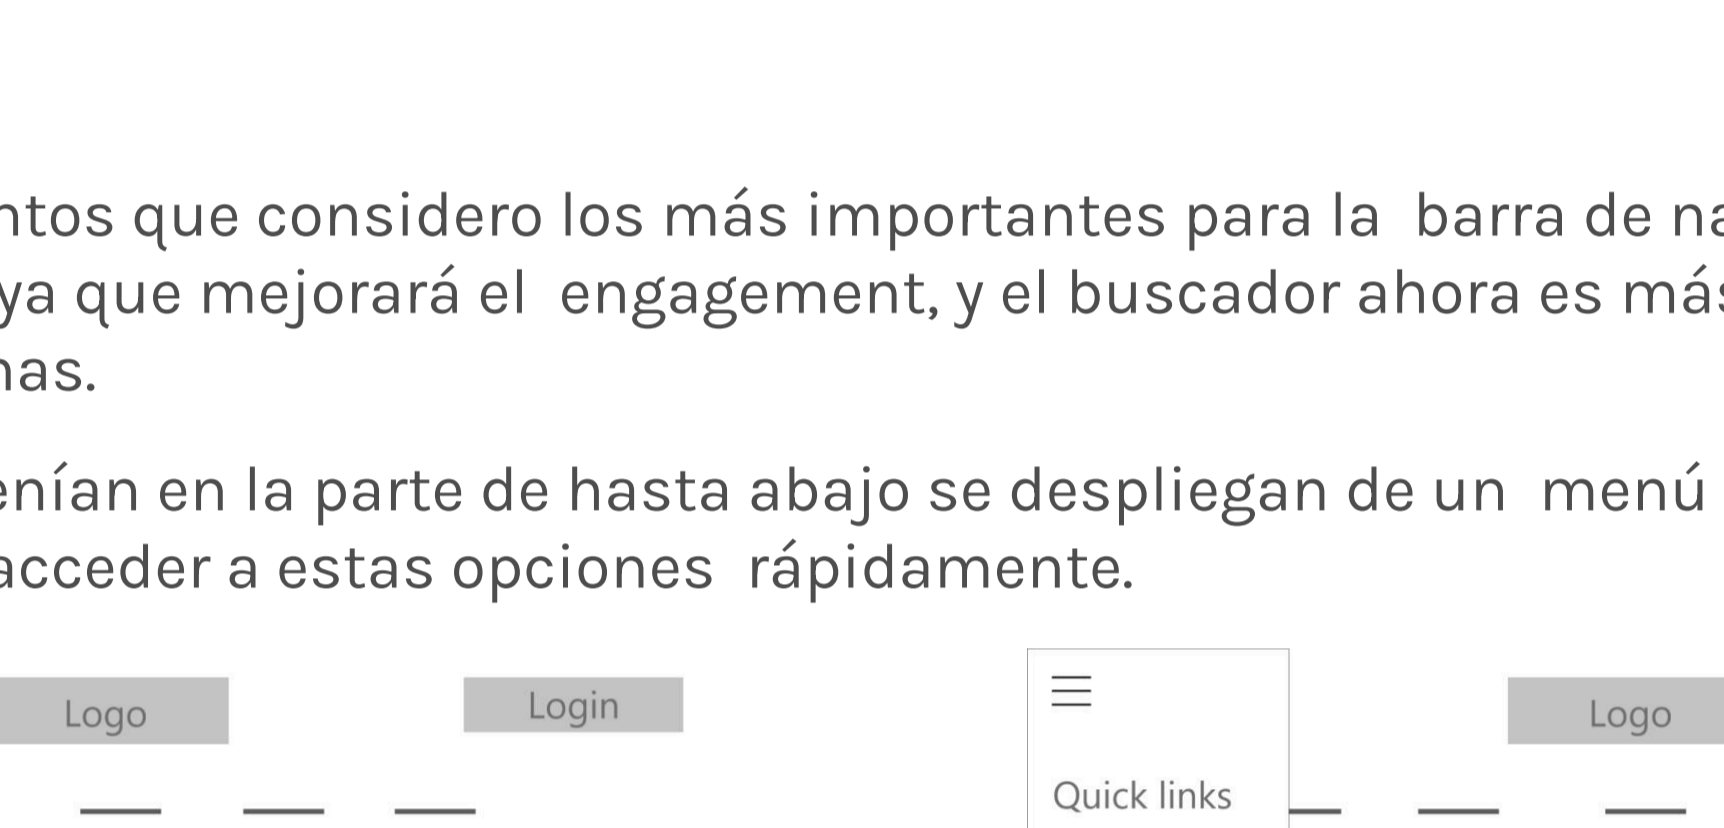 ntos que considero los más importantes para la barra de na
ya que mejorará el engagement, y el buscador ahora es más
nas.
enían en la parte de hasta abajo se despliegan de un menú
acceder a estas opciones rápidamente.
Logo
Login
Quick links
Logo